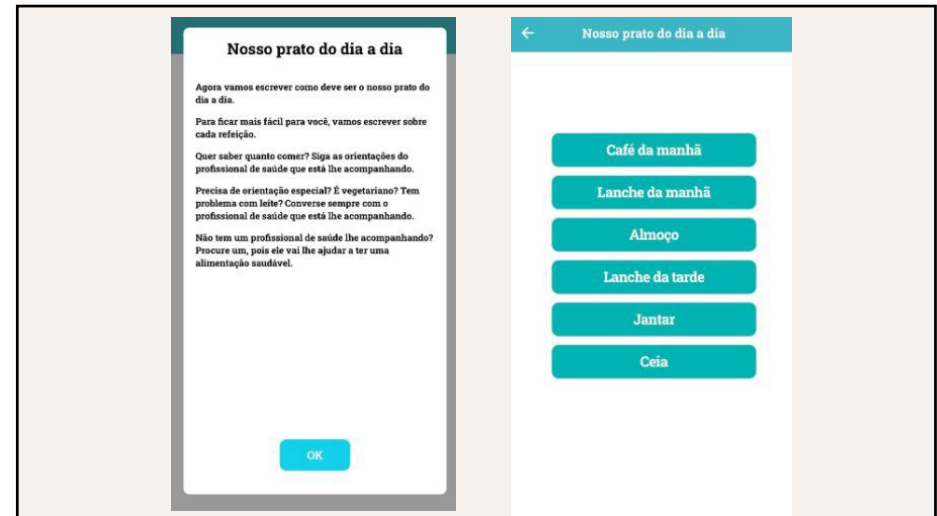 Nosso prato do dia a dia
Agora vamos escrever como deve ser o nosso prato do
dia a dia.
Para ficar mais fácil para você, vamos escrever sobre
cada refeição.
Quer saber quanto comer? Siga as orientações do
profissional de saúde que está lhe acompanhando.
Precisa de orientação especial? É vegetariano? Tem
problema com leite? Converse sempre com o
profissional de saúde que está lhe acompanhando.
Não tem um profissional de saúde lhe acompanhando?
Procure um, pois ele vai lhe ajudar a ter uma
alimentação saudável.
OK
Nosso prato do dia a dia
Café da manhã
Lanche da manhã
Almoço
Lanche da tarde
Jantar
Ceia